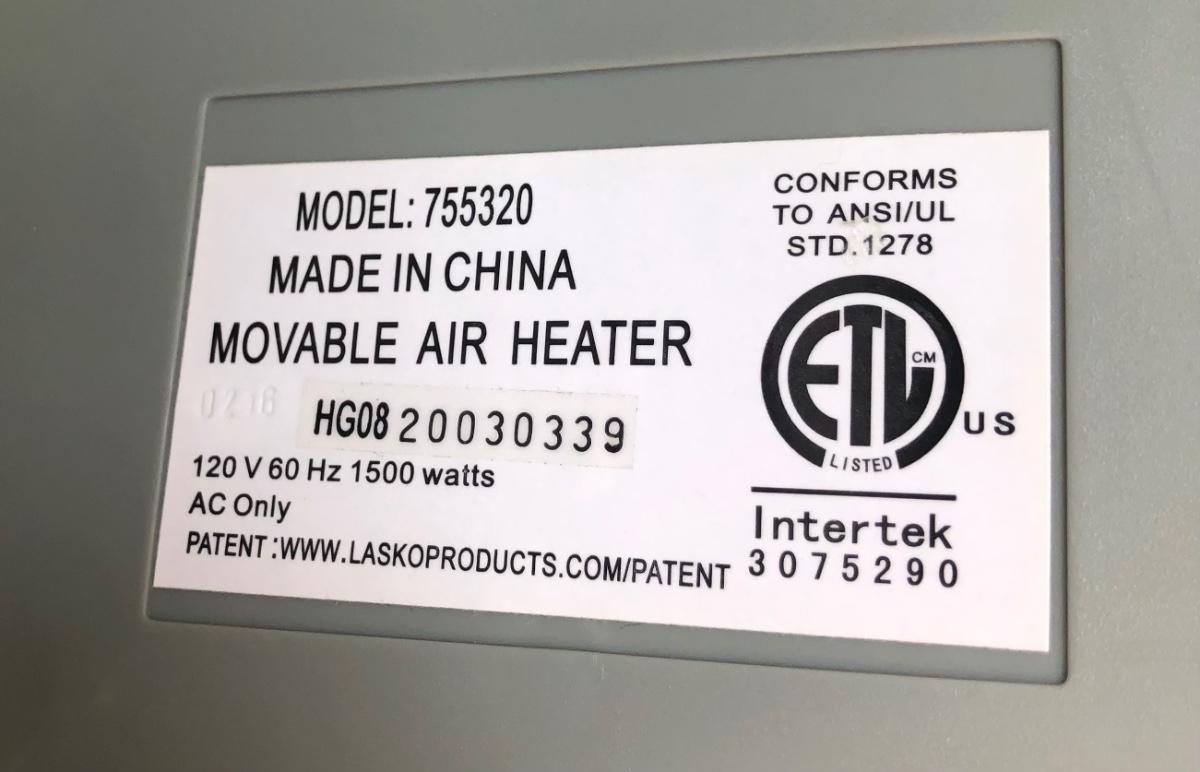 MODEL: 755320
MADE IN CHINA
MOVABLE AIR HEATER
0216
HG08 20030339
120 V 60 Hz 1500 watts
AC Only
PATENT:WWW.LASKOPRODUCTS.COM/PATENT
CONFORMS
TO ANSI/UL
STD.1278
ETL CM
LISTED
US
Intertek
3075290